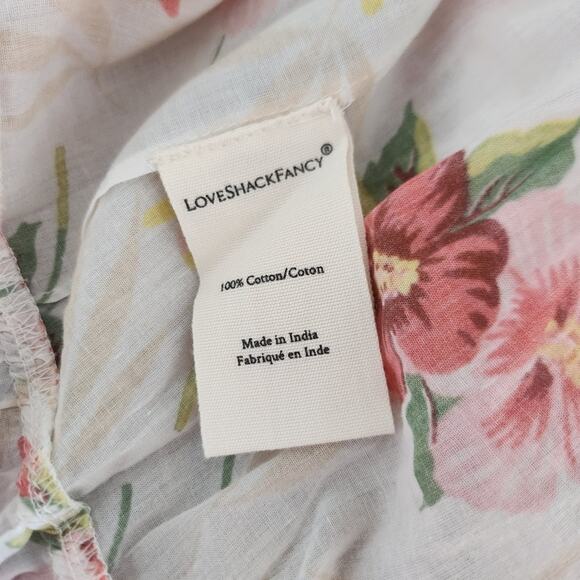 LoveShackFancy®
100% Cotton/Coton
Made in India
Fabriqué en Inde